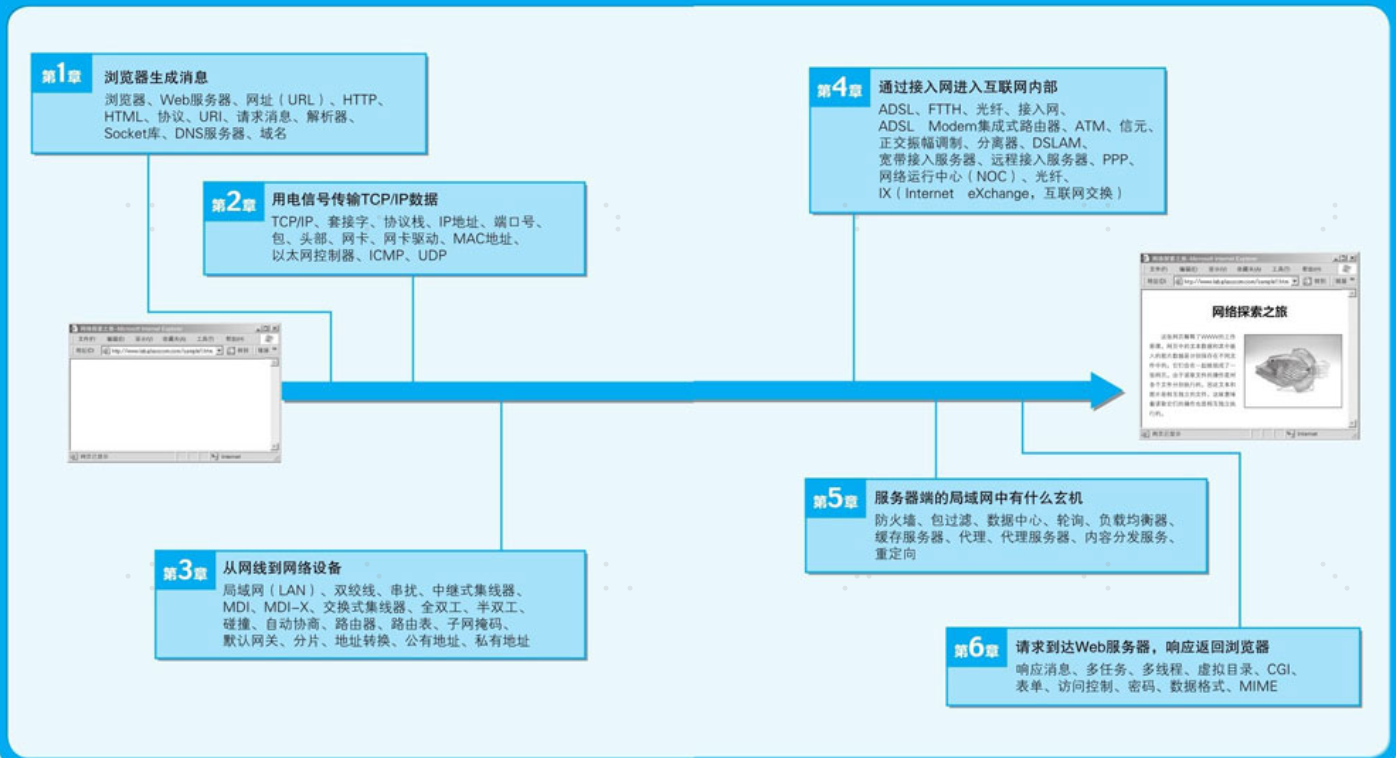 第1章 浏览器生成消息
浏览器、Web服务器、网址（URL）、HTTP、
HTML、协议、URI、请求消息、解析器、
Socket库、DNS服务器、域名
第2章 用电信号传输TCP/IP数据
TCP/IP、套接字、协议栈、IP地址、端口号、
包、头部、网卡、网卡驱动、MAC地址、
以太网控制器、ICMP、UDP
第3章 从网线到网络设备
局域网（LAN）、双绞线、串扰、中继式集线器、
MDI、MDI-X、交换式集线器、全双工、半双工、
碰撞、自动协商、路由器、路由表、子网掩码、
默认网关、分片、地址转换、公有地址、私有地址
第4章 通过接入网进入互联网内部
ADSL、FTTH、光纤、接入网、
ADSL Modem集成式路由器、ATM、信元、
正交振幅调制、分离器、DSLAM、
宽带接入服务器、远程接入服务器、PPP、
网络运行中心（NOC）、光纤、
IX（Internet eXchange，互联网交换）
网络探索之旅-Microsoft Internet Explorer
网络探索之旅
Internet
第5章 服务器端的局域网中有什么玄机
防火墙、包过滤、数据中心、轮询、负载均衡器、
缓存服务器、代理、代理服务器、内容分发服务、
重定向
第6章 请求到达Web服务器，响应返回浏览器
响应消息、多任务、多线程、虚拟目录、CGI、
表单、访问控制、密码、数据格式、MIME